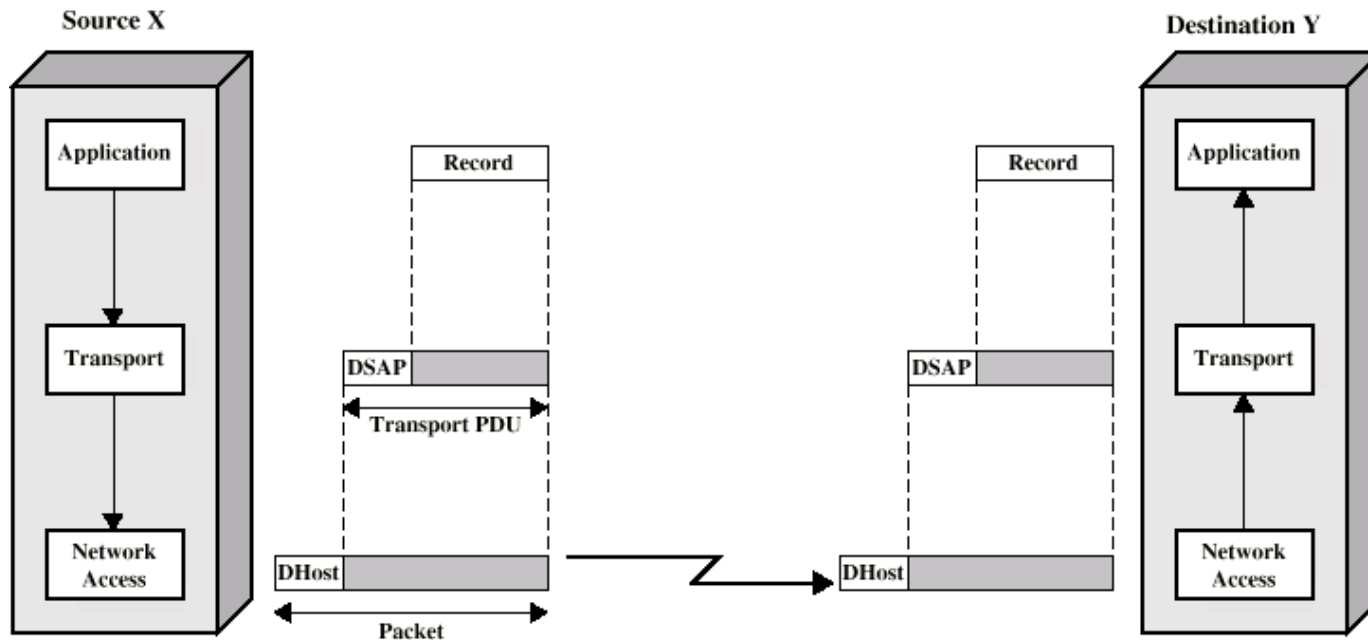 Source X
Destination Y
Application
Record
Record
Application
Transport
DSAP
Transport PDU
DSAP
Transport
Network
Access
DHost
Packet
DHost
Network
Access